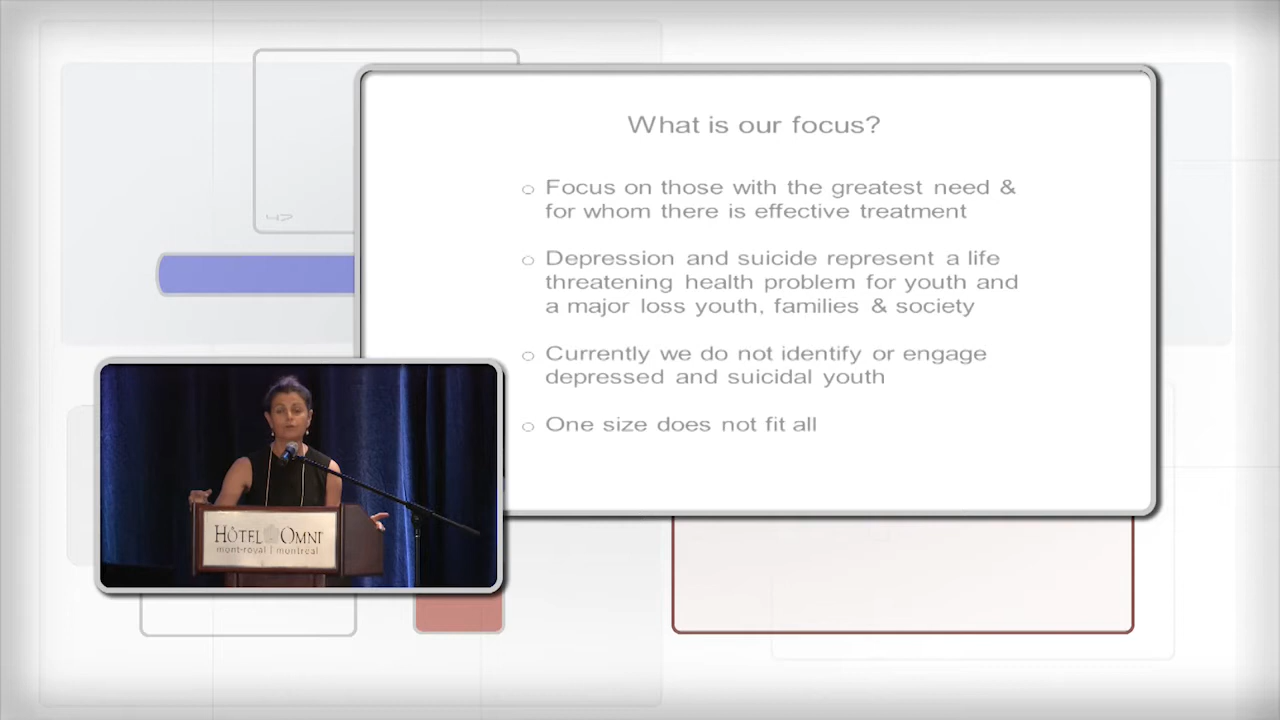 What is our focus?
Focus on those with the greatest need &
for whom there is effective treatment
Depression and suicide represent a life
threatening health problem for youth and
a major loss youth, families & society
Currently we do not identify or engage
depressed and suicidal youth
One size does not fit all
47
HÔTEL OMNI
mont-royal | montreal